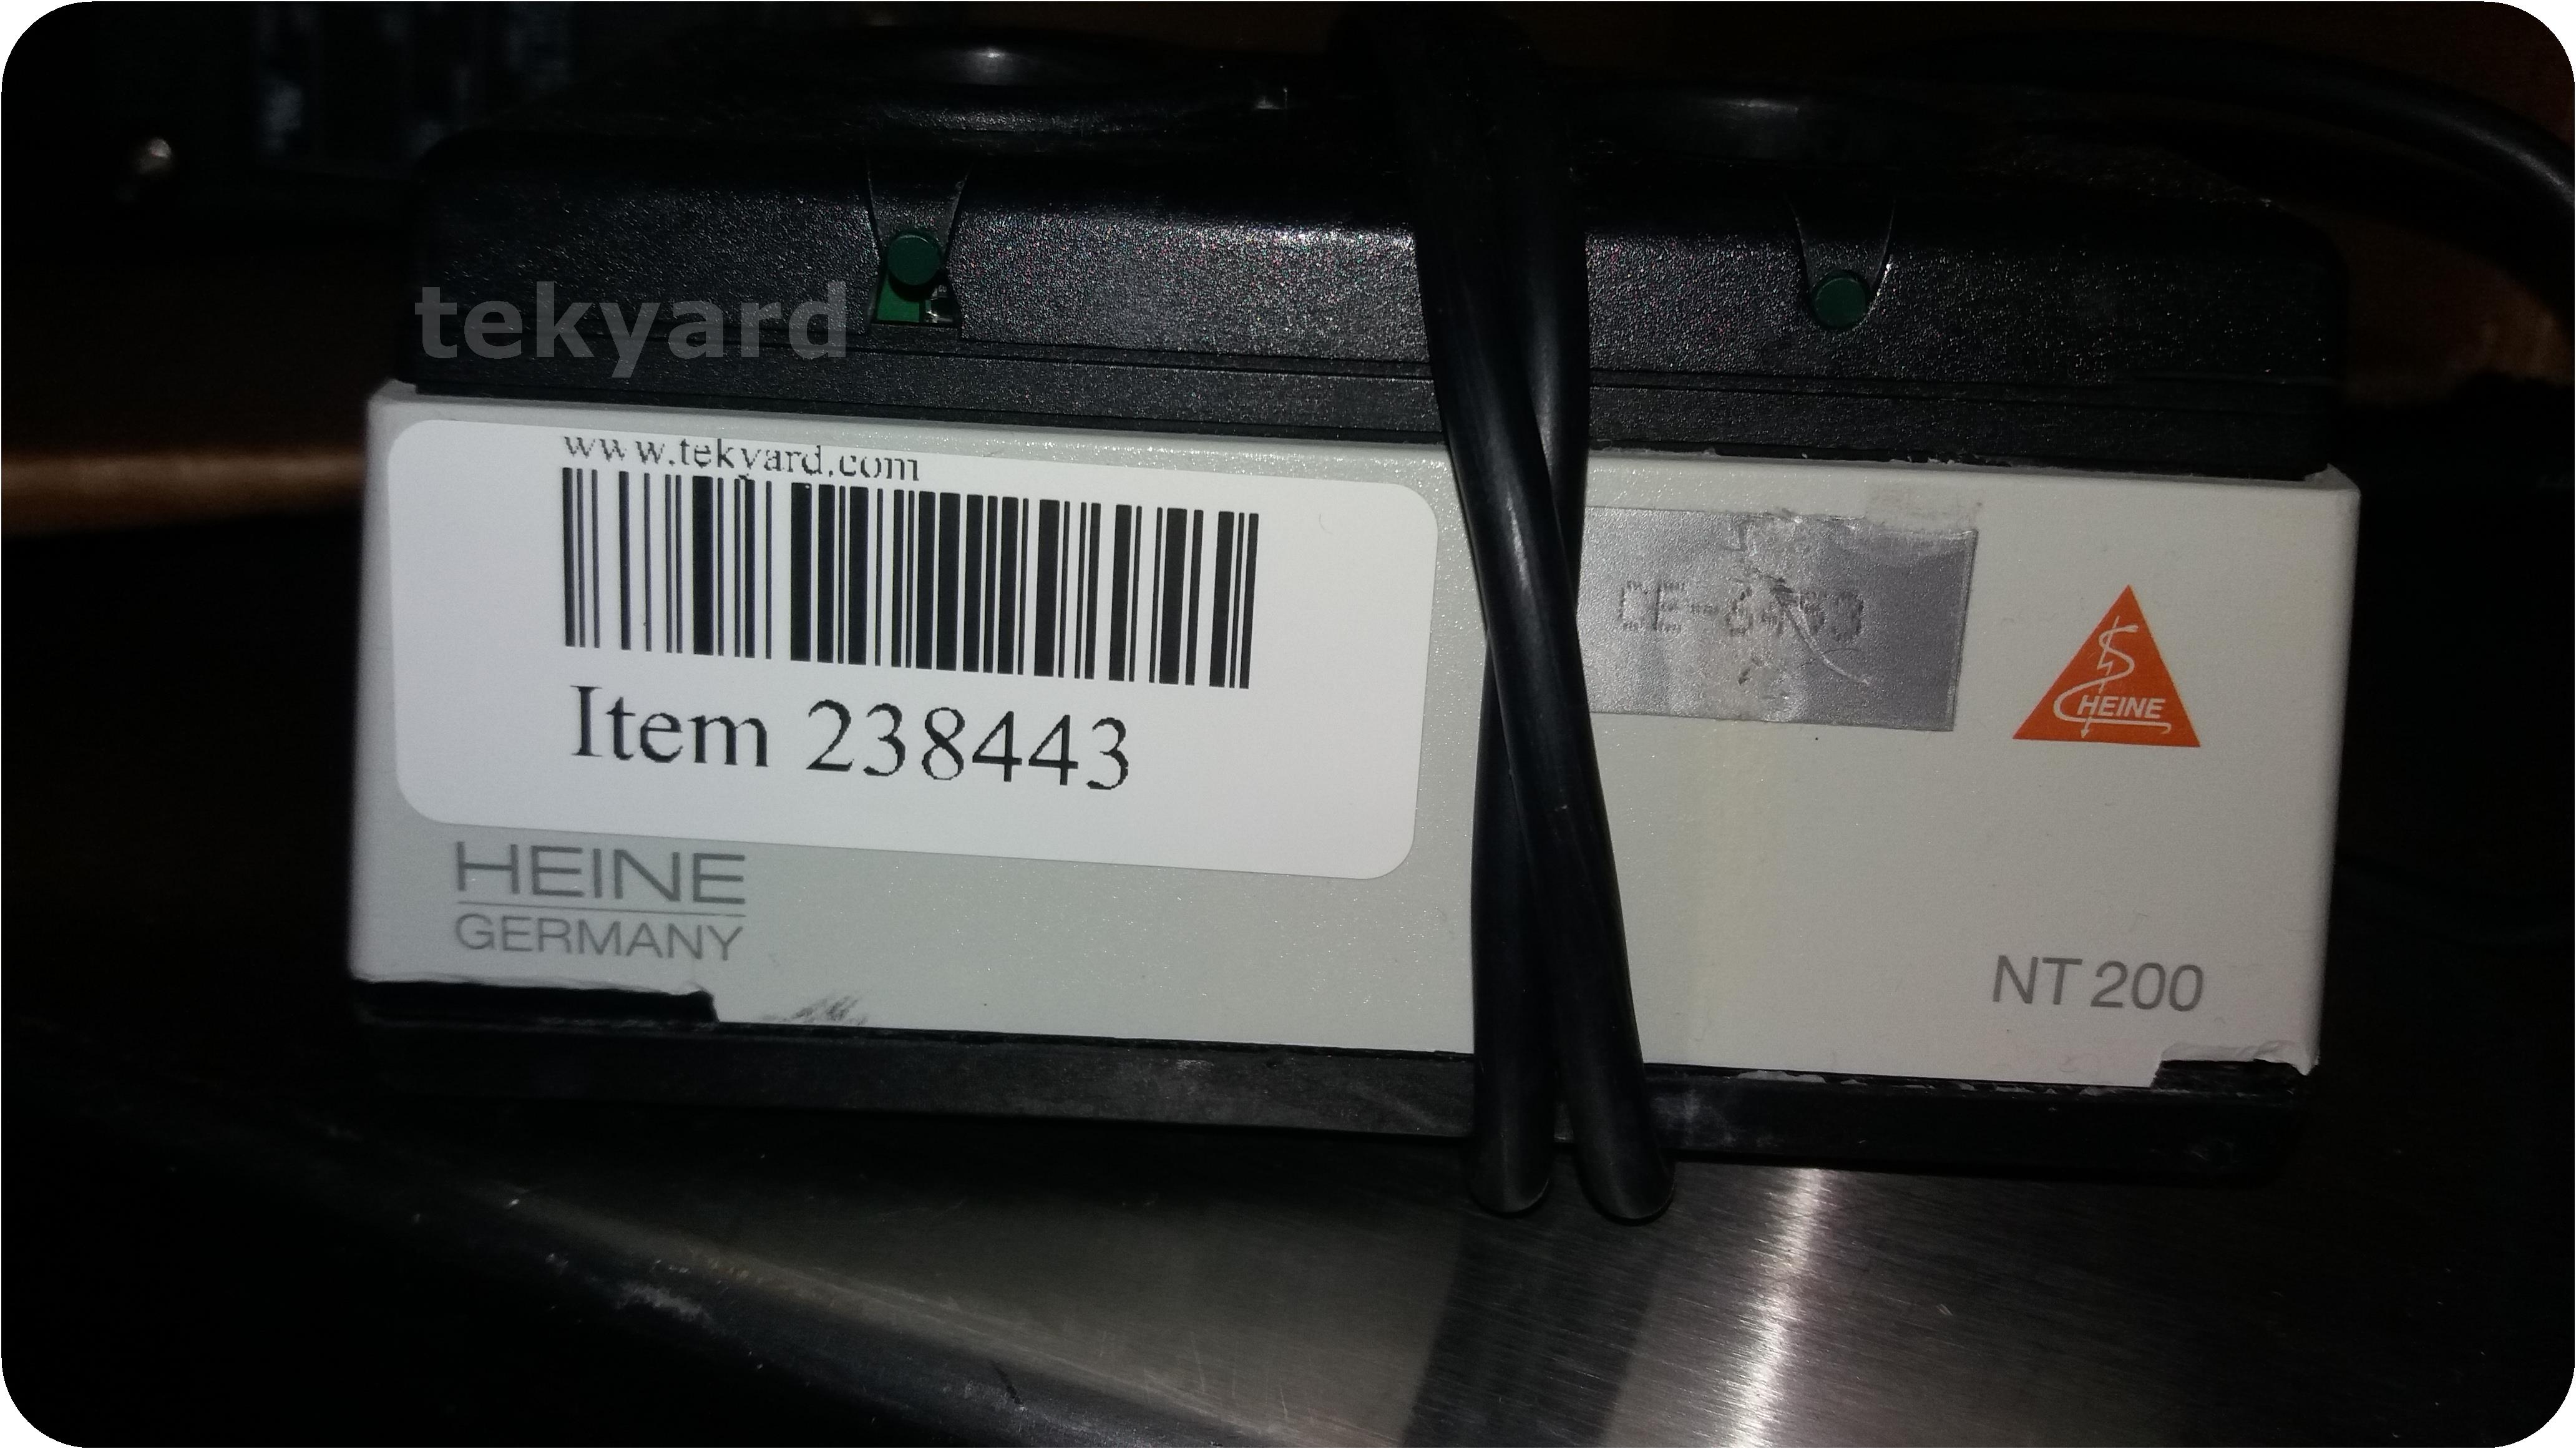 tekyard
www.tekyard.com
Item 238443
HEINE
HEINE
GERMANY
NT 200